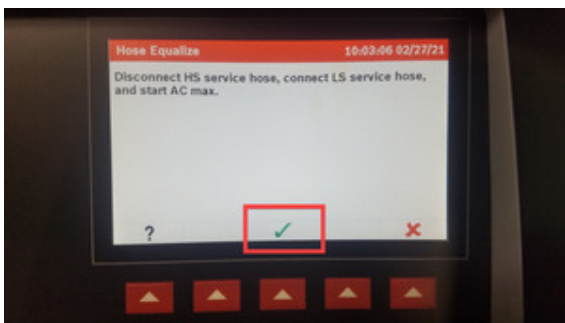 Hose Equalize 10:03:06 02/27/21
Disconnect HS service hose, connect LS service hose,
and start AC max.
?